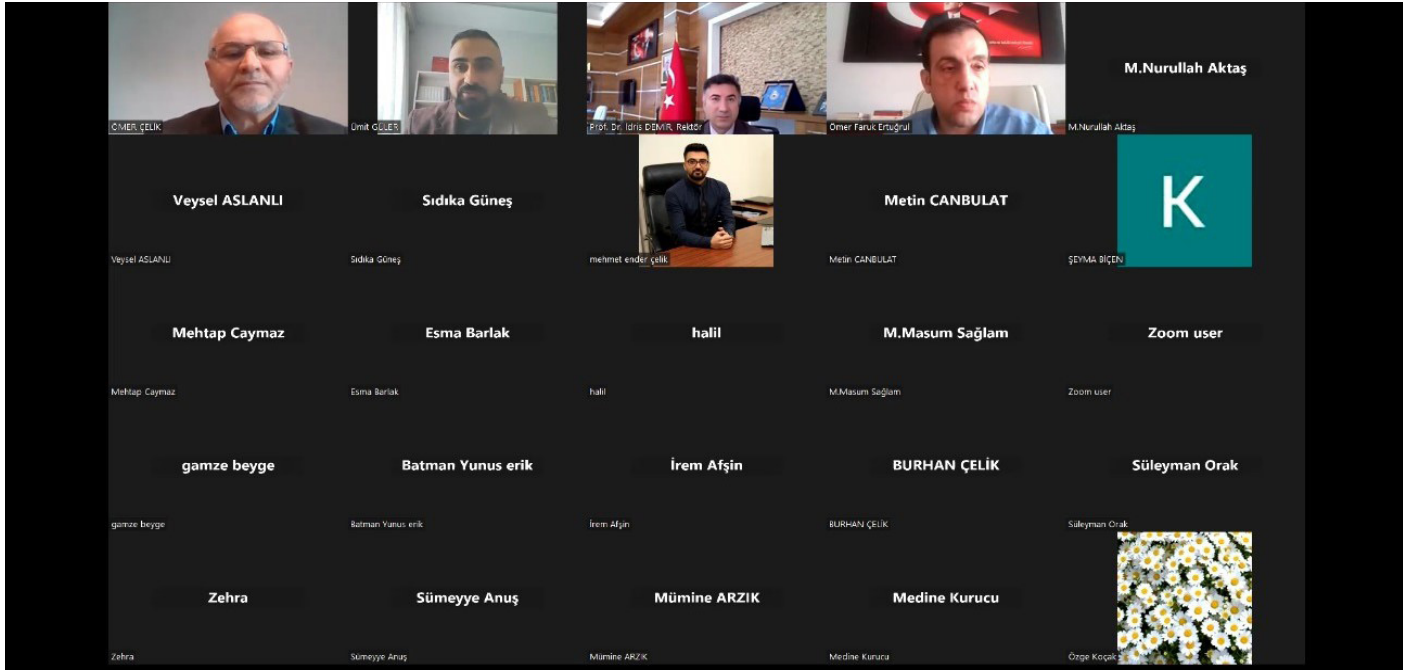 ÖMER ÇELİK
Ümit GÜLER
Prof. Dr. İdris DEMİR, Rektör
Ömer Faruk Ertuğrul
M.Nurullah Aktaş
M.Nurullah Aktaş
Veysel ASLANLI
Sıdıka Güneş
Metin CANBULAT
K
Veysel ASLANLI
Sıdıka Güneş
mehmet ender çelik
Metin CANBULAT
ŞEYMA BİÇEN
Mehtap Caymaz
Esma Barlak
halil
M.Masum Sağlam
Zoom user
Mehtap Caymaz
Esma Barlak
halil
M.Masum Sağlam
Zoom user
gamze beyge
Batman Yunus erik
İrem Afşin
BURHAN ÇELİK
Süleyman Orak
gamze beyge
Batman Yunus erik
İrem Afşin
BURHAN ÇELİK
Süleyman Orak
Zehra
Sümeyye Anuş
Mümine ARZIK
Medine Kurucu
Zehra
Sümeyye Anuş
Mümine ARZIK
Medine Kurucu
Özge Koçak